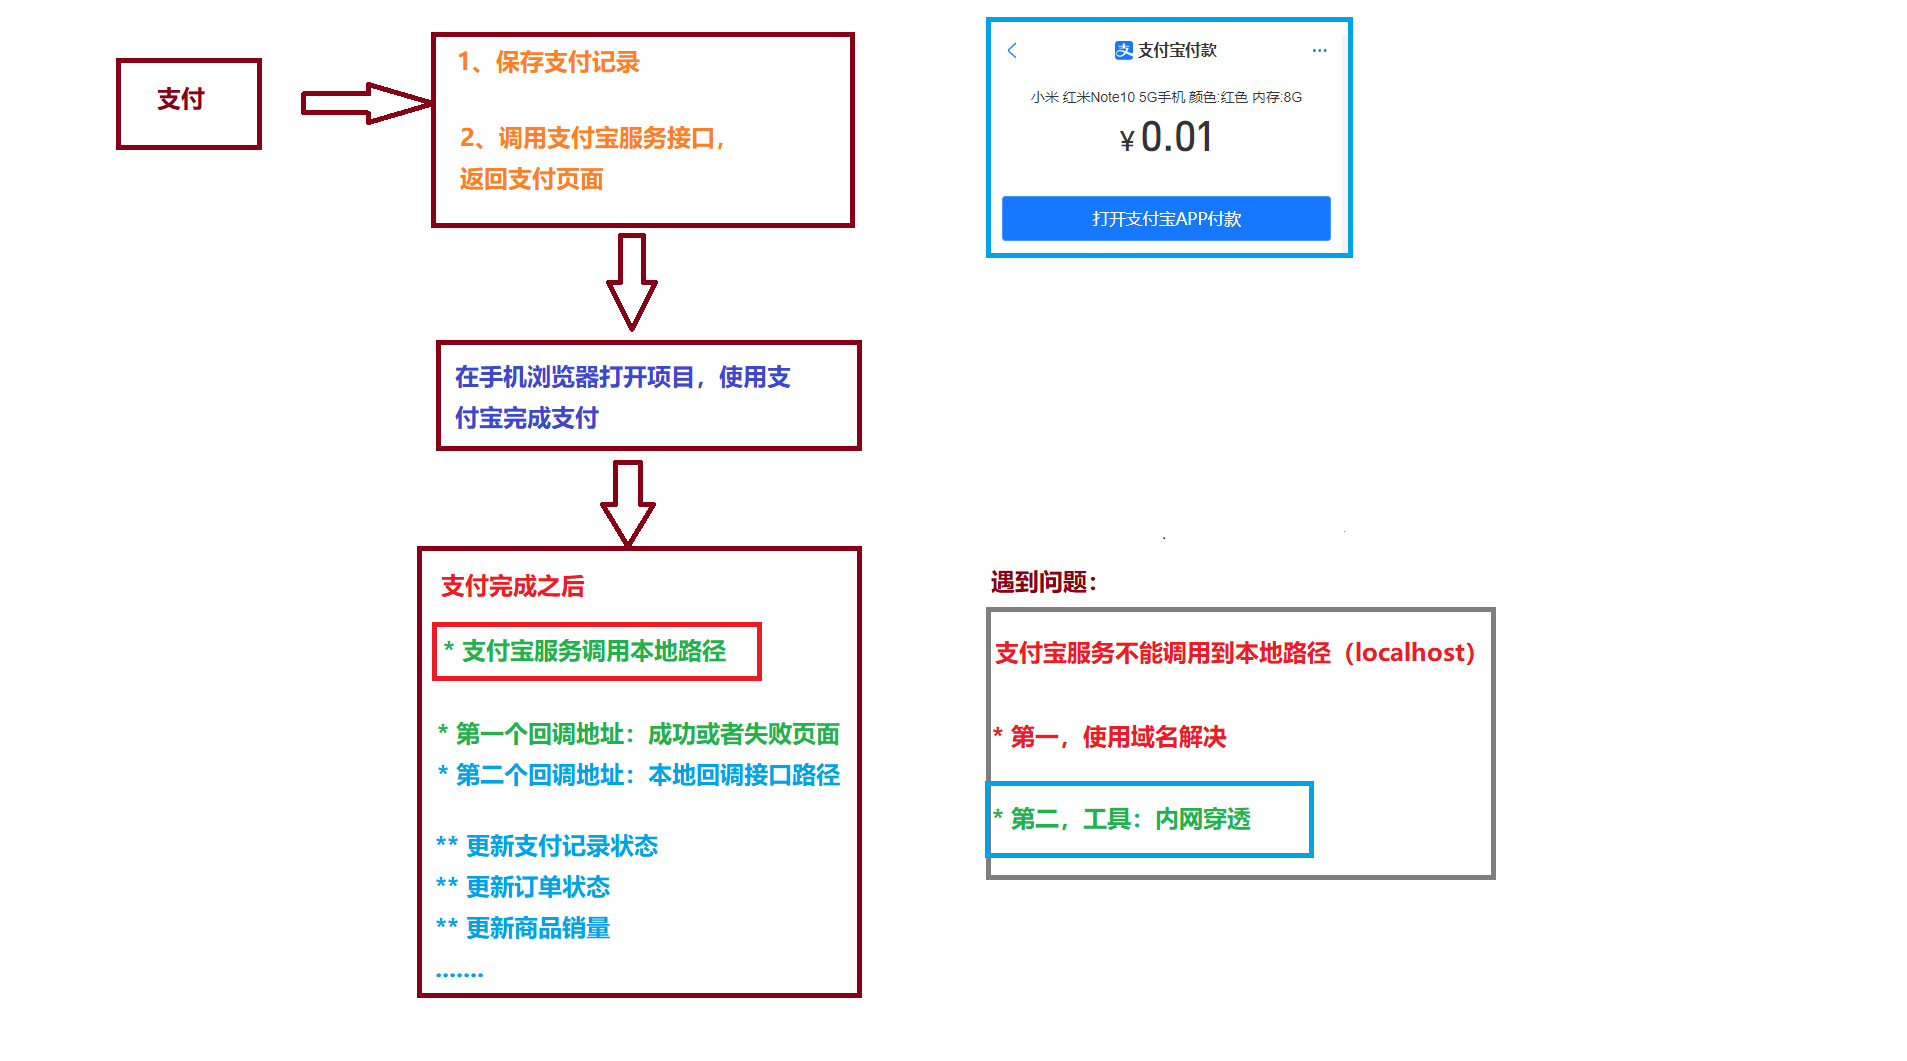 支付
1、保存支付记录
2、调用支付宝服务接口，
返回支付页面
在手机浏览器打开项目，使用支
付宝完成支付
支付完成之后
* 支付宝服务调用本地路径
* 第一个回调地址：成功或者失败页面
* 第二个回调地址：本地回调接口路径
** 更新支付记录状态
** 更新订单状态
** 更新商品销量
.......
支 支付宝付款 ...
小米 红米Note10 5G手机 颜色:红色 内存:8G
¥ 0.01
打开支付宝APP付款
遇到问题：
支付宝服务不能调用到本地路径（localhost）
* 第一，使用域名解决
* 第二，工具：内网穿透